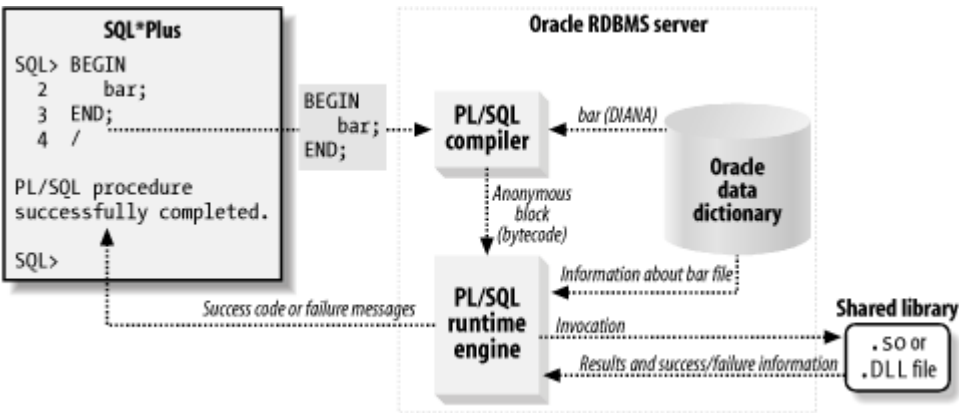 SQL*Plus
SQL> BEGIN
2 bar;
3 END;
4 /
PL/SQL procedure
successfully completed.
SQL>
BEGIN
bar;
END;
Oracle RDBMS server
PL/SQL
compiler
bar (DIANA)
Oracle
data
dictionary
Anonymous
block
(bytecode)
Information about bar file
PL/SQL
runtime
engine
Success code or failure messages
Invocation
Results and success/failure information
Shared library
.so or
.DLL file